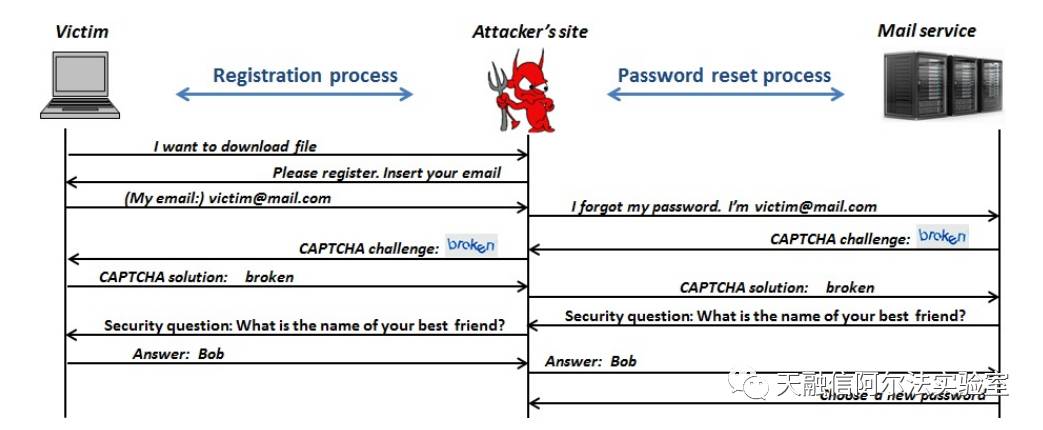 Victim
Attacker's site
Mail service
Registration process
Password reset process
I want to download file
Please register. Insert your email
(My email:) victim@mail.com
I forgot my password. I'm victim@mail.com
CAPTCHA challenge: broken
CAPTCHA challenge: broken
CAPTCHA solution: broken
CAPTCHA solution: broken
Security question: What is the name of your best friend?
Security question: What is the name of your best friend?
Answer: Bob
Answer: Bob
天融信阿尔法实验室
Choose a new password